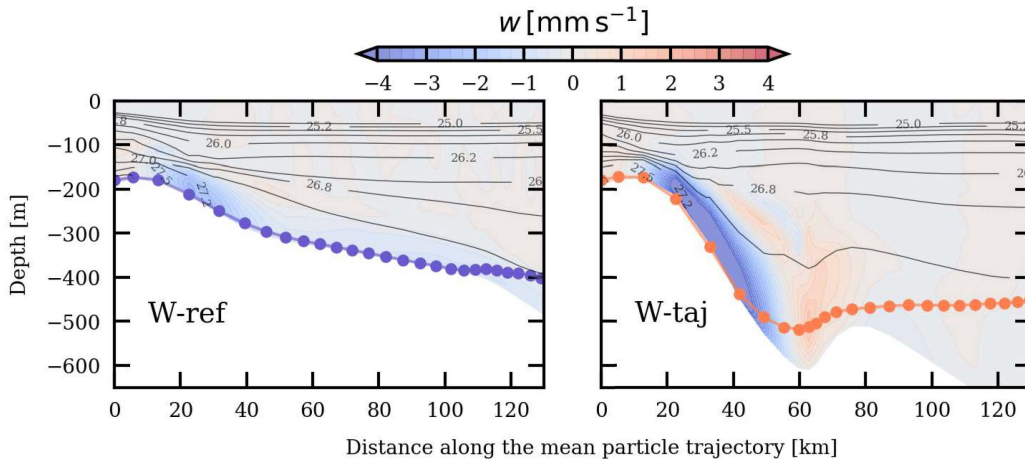 w [mm s⁻¹]
−4 −3 −2 −1 0 1 2 3 4
0
−100
−200
−300
−400
−500
−600
Depth [m]
25.2 25.0
25.5
26.0
26.2
26.8
27.0
27.5
27.2
W-ref
0 20 40 60 80 100 120
25.0
25.5 25.8
26.0
26.2
26.8
27.5
27.2
W-taj
0 20 40 60 80 100 120
Distance along the mean particle trajectory [km]